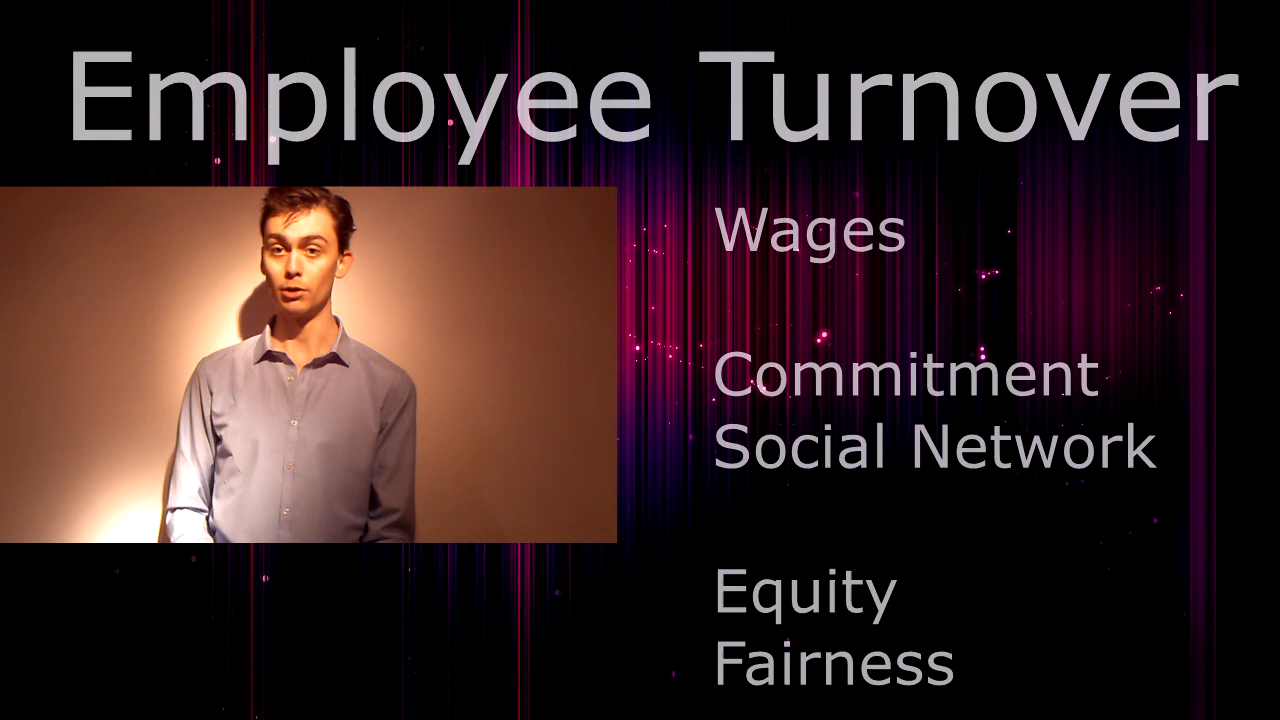 Employee Turnover
Wages
Commitment
Social Network
Equity
Fairness